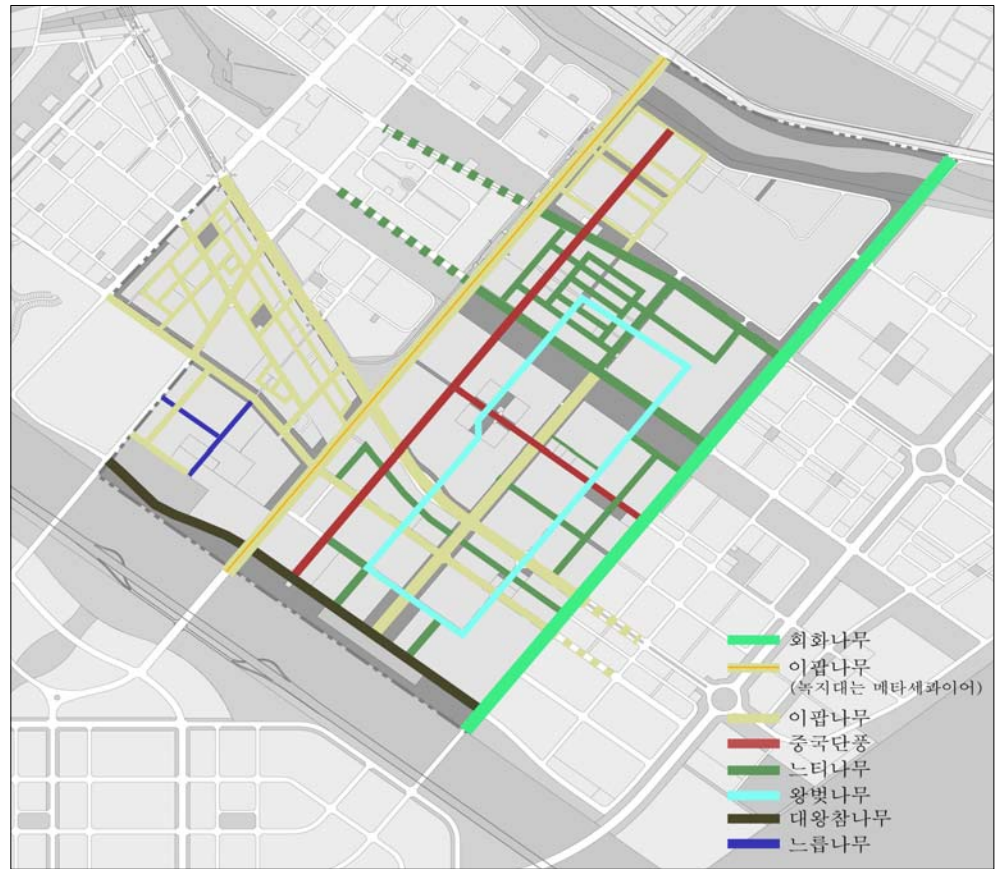 회화나무
이팝나무
(녹지대는 메타세콰이어)
이팝나무
중국단풍
느티나무
왕벚나무
대왕참나무
느릅나무